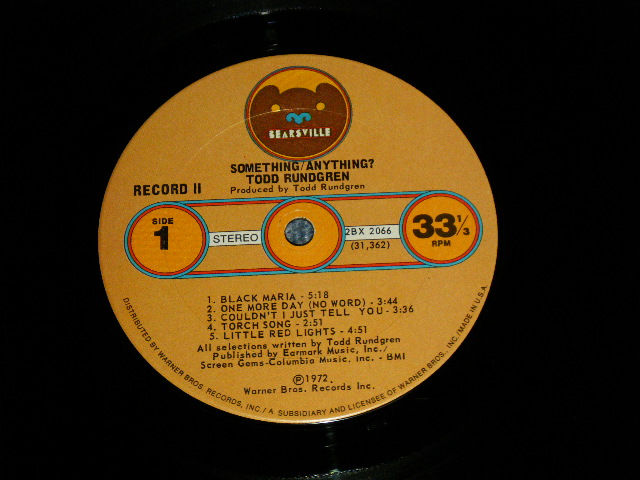 BEARSVILLE
SOMETHING/ANYTHING?
TODD RUNDGREN
Produced by Todd Rundgren
RECORD II
SIDE
1
STEREO
2BX 2066
(31,362)
33 1/3
RPM
1. BLACK MARIA - 5:18
2. ONE MORE DAY (NO WORD) - 3:44
3. COULDN'T I JUST TELL YOU - 3:36
4. TORCH SONG - 2:51
5. LITTLE RED LIGHTS - 4:51
All selections written by Todd Rundgren
Published by Earmark Music, Inc./
Screen Gems-Columbia Music, Inc. - BMI
Ⓟ1972,
Warner Bros. Records Inc.
DISTRIBUTED BY WARNER BROS. RECORDS, INC./A SUBSIDIARY AND LICENSEE OF WARNER BROS. INC./MADE IN U.S.A.